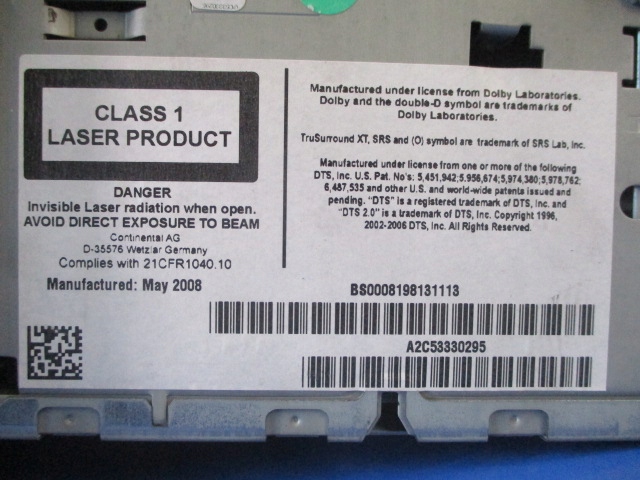 CLASS 1
LASER PRODUCT
DANGER
Invisible Laser radiation when open.
AVOID DIRECT EXPOSURE TO BEAM
Continental AG
D-35576 Wetzlar Germany
Complies with 21CFR1040.10
Manufactured: May 2008
Manufactured under license from Dolby Laboratories.
Dolby and the double-D symbol are trademarks of
Dolby Laboratories.
TruSurround XT, SRS and (O) symbol are trademark of SRS Lab, Inc.
Manufactured under license from one or more of the following
DTS, Inc. U.S. Pat. No's: 5,451,942; 5,956,674; 5,974,380; 5,978,762;
6,487,535 and other U.S. and world-wide patents issued and
pending. "DTS" is a registered trademark of DTS, Inc. and
"DTS 2.0" is a trademark of DTS, Inc. Copyright 1996,
2002-2006 DTS, Inc. All Rights Reserved.
BS0008198131113
A2C53330295